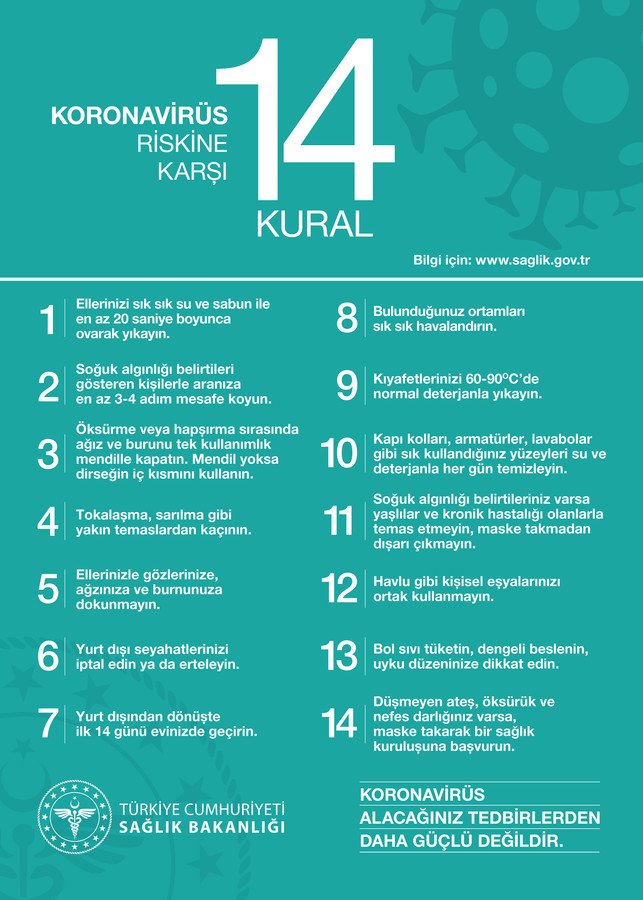 KORONAVİRÜS
RİSKİNE
KARŞI
14
KURAL
Bilgi için: www.saglik.gov.tr
1
Ellerinizi sık sık su ve sabun ile
en az 20 saniye boyunca
ovarak yıkayın.
2
Soğuk algınlığı belirtileri
gösteren kişilerle aranıza
en az 3-4 adım mesafe koyun.
3
Öksürme veya hapşırma sırasında
ağız ve burunu tek kullanımlık
mendille kapatın. Mendil yoksa
dirseğin iç kısmını kullanın.
4
Tokalaşma, sarılma gibi
yakın temaslardan kaçının.
5
Ellerinizle gözlerinize,
ağzınıza ve burnunuza
dokunmayın.
6
Yurt dışı seyahatlerinizi
iptal edin ya da erteleyin.
7
Yurt dışından dönüşte
ilk 14 günü evinizde geçirin.
8
Bulunduğunuz ortamları
sık sık havalandırın.
9
Kıyafetlerinizi 60-90ºC’de
normal deterjanla yıkayın.
10
Kapı kolları, armatürler, lavabolar
gibi sık kullandığınız yüzeyleri su ve
deterjanla her gün temizleyin.
11
Soğuk algınlığı belirtileriniz varsa
yaşlılar ve kronik hastalığı olanlarla
temas etmeyin, maske takmadan
dışarı çıkmayın.
12
Havlu gibi kişisel eşyalarınızı
ortak kullanmayın.
13
Bol sıvı tüketin, dengeli beslenin,
uyku düzeninize dikkat edin.
14
Düşmeyen ateş, öksürük ve
nefes darlığınız varsa,
maske takarak bir sağlık
kuruluşuna başvurun.
TÜRKİYE CUMHURİYETİ
SAĞLIK BAKANLIĞI
KORONAVİRÜS
ALACAĞINIZ TEDBİRLERDEN
DAHA GÜÇLÜ DEĞİLDİR.